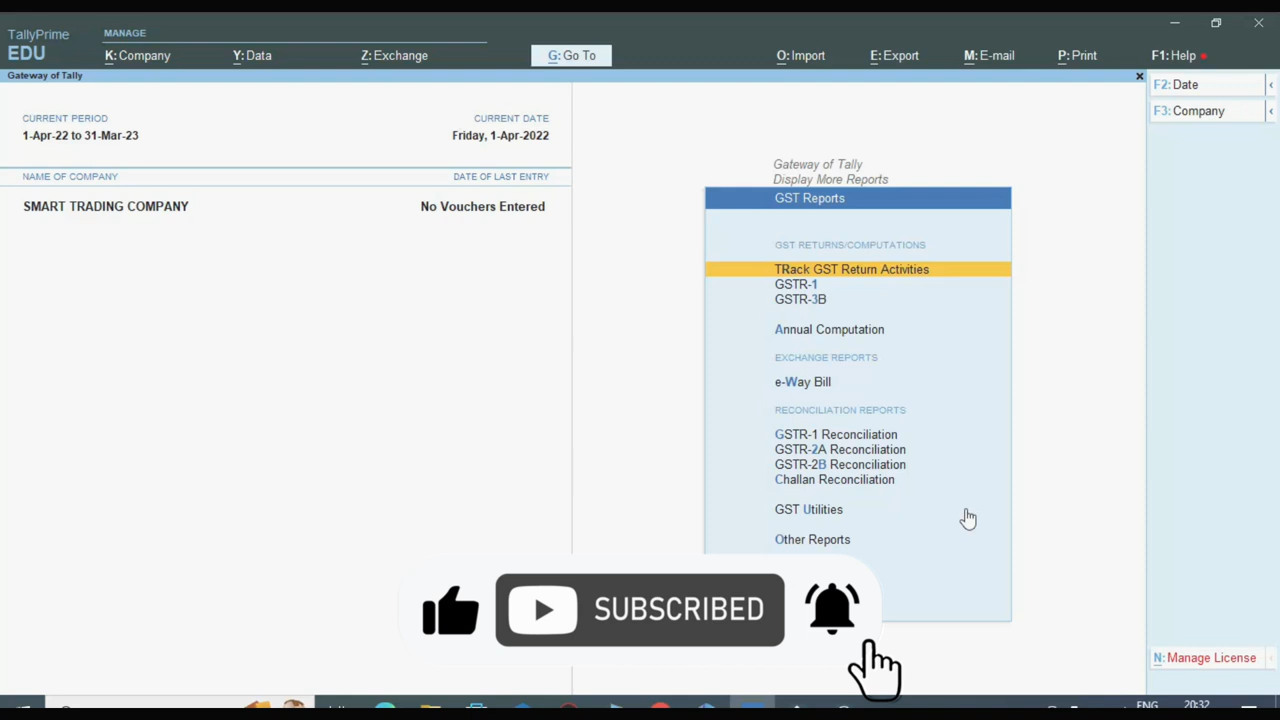 TallyPrime
EDU
MANAGE
K: Company
Y: Data
Z: Exchange
G: Go To
O: Import
E: Export
M: E-mail
P: Print
F1: Help
Gateway of Tally
F2: Date
F3: Company
CURRENT PERIOD
CURRENT DATE
1-Apr-22 to 31-Mar-23
Friday, 1-Apr-2022
NAME OF COMPANY
DATE OF LAST ENTRY
SMART TRADING COMPANY
No Vouchers Entered
Gateway of Tally
Display More Reports
GST Reports
GST RETURNS/COMPUTATIONS
TRack GST Return Activities
GSTR-1
GSTR-3B
Annual Computation
EXCHANGE REPORTS
e-Way Bill
RECONCILIATION REPORTS
GSTR-1 Reconciliation
GSTR-2A Reconciliation
GSTR-2B Reconciliation
Challan Reconciliation
GST Utilities
Other Reports
SUBSCRIBED
N: Manage License
ENG
20:32